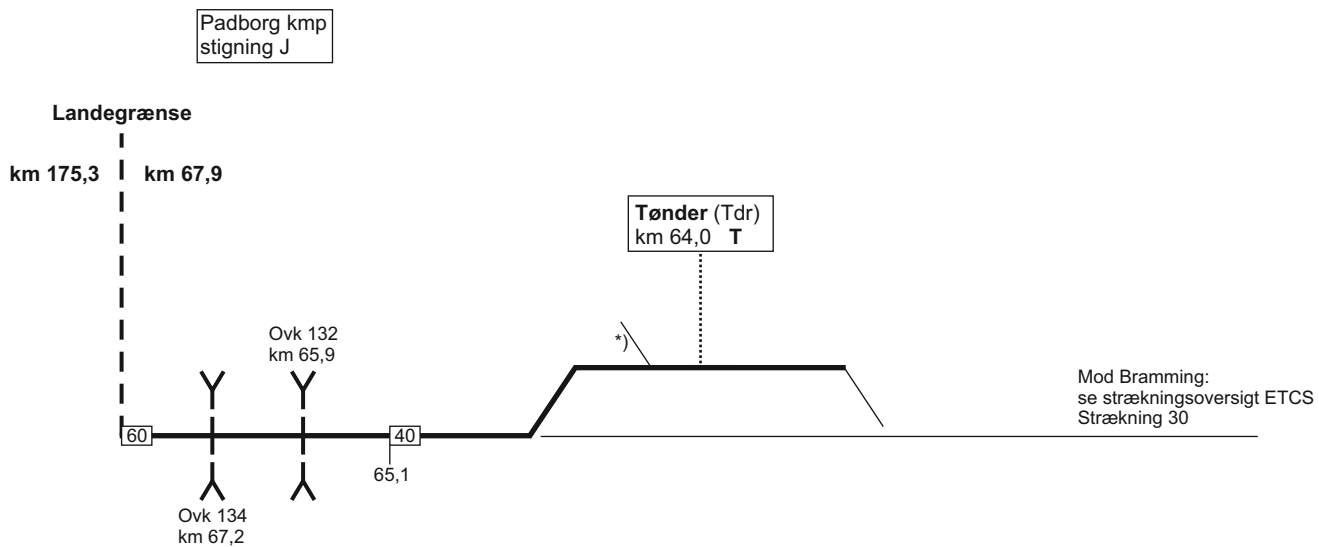 Padborg kmp
stigning J
Landegrænse
km 175,3 km 67,9
Tønder (Tdr)
km 64,0 T
Ovk 132
km 65,9
*)
Mod Bramming:
se strækningsoversigt ETCS
Strækning 30
60 40
65,1
Ovk 134
km 67,2